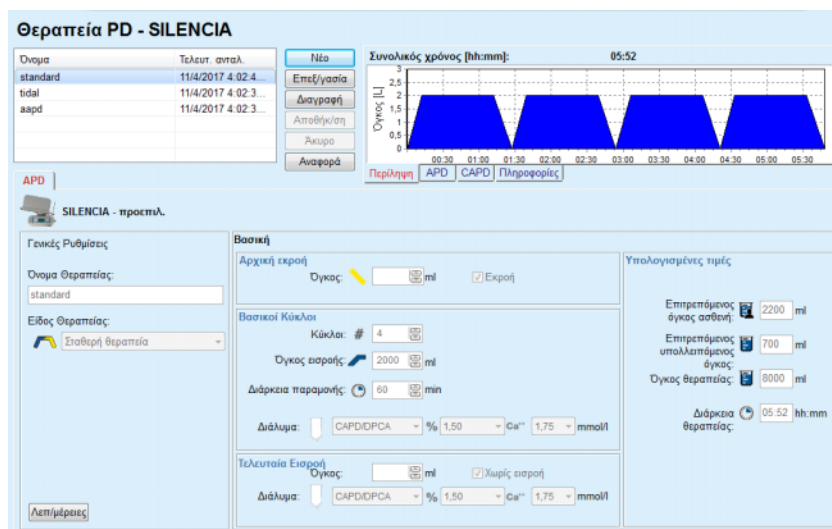 Θεραπεία PD - SILENCIA
Όνομα Τελευτ. ανταλ.
standard 11/4/2017 4:02:4...
tidal 11/4/2017 4:02:3...
aapd 11/4/2017 4:02:3...
Νέο
Επεξ/γασία
Διαγραφή
Αποθήκ/ση
Άκυρο
Αναφορά
Συνολικός χρόνος [hh:mm]: 05:52
Όγκος [L]
3
2,5
2
1,5
1
0,5
0
00:30 01:00 01:30 02:00 02:30 03:00 03:30 04:00 04:30 05:00 05:30
Περίληψη APD CAPD Πληροφορίες
APD
SILENCIA - προεπιλ.
Γενικές Ρυθμίσεις
Όνομα Θεραπείας:
standard
Είδος Θεραπείας:
Σταθερή θεραπεία
Λεπ/μέρειες
Βασική
Αρχική εκροή
Όγκος: ml Εκροή
Βασικοί Κύκλοι
Κύκλοι: # 4
Όγκος εισροής: 2000 ml
Διάρκεια παραμονής: 60 min
Διάλυμα: CAPD/DPCA % 1,50 Ca⁺⁺ 1,75 mmol/l
Τελευταία Εισροή
Όγκος: ml Χωρίς εισροή
Διάλυμα: CAPD/DPCA % 1,50 Ca⁺⁺ 1,75 mmol/l
Υπολογισμένες τιμές
Επιτρεπόμενος
όγκος ασθενή: 2200 ml
Επιτρεπόμενος
υπολλειπόμενος 700 ml
όγκος:
Όγκος θεραπείας: 8000 ml
Διάρκεια 05:52 hh:mm
θεραπείας: